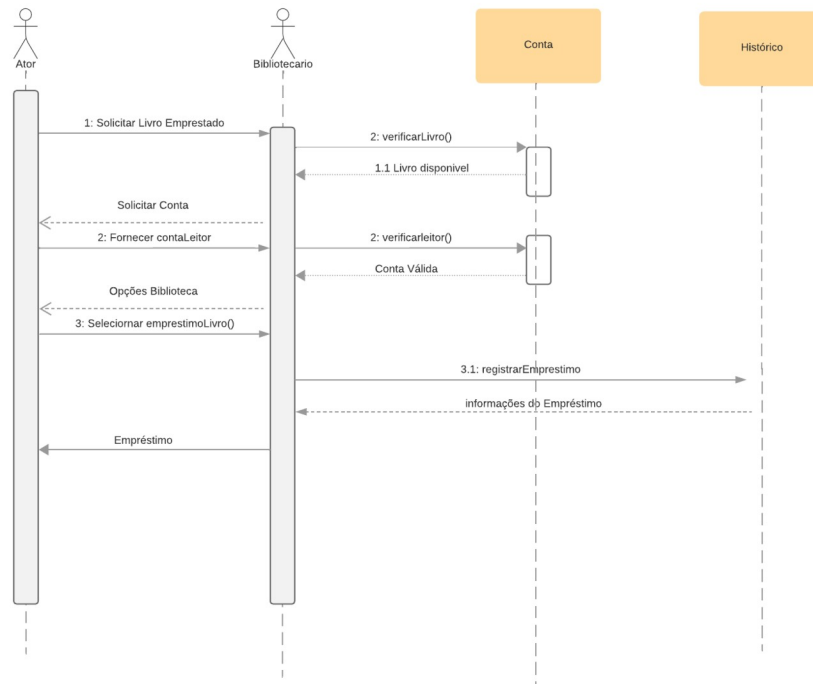 Ator
Bibliotecario
Conta
Histórico
1: Solicitar Livro Emprestado
2: verificarLivro()
1.1 Livro disponivel
Solicitar Conta
2: Fornecer contaLeitor
2: verificarleitor()
Conta Válida
Opções Biblioteca
3: Seleciornar emprestimoLivro()
3.1: registrarEmprestimo
informações do Empréstimo
Empréstimo